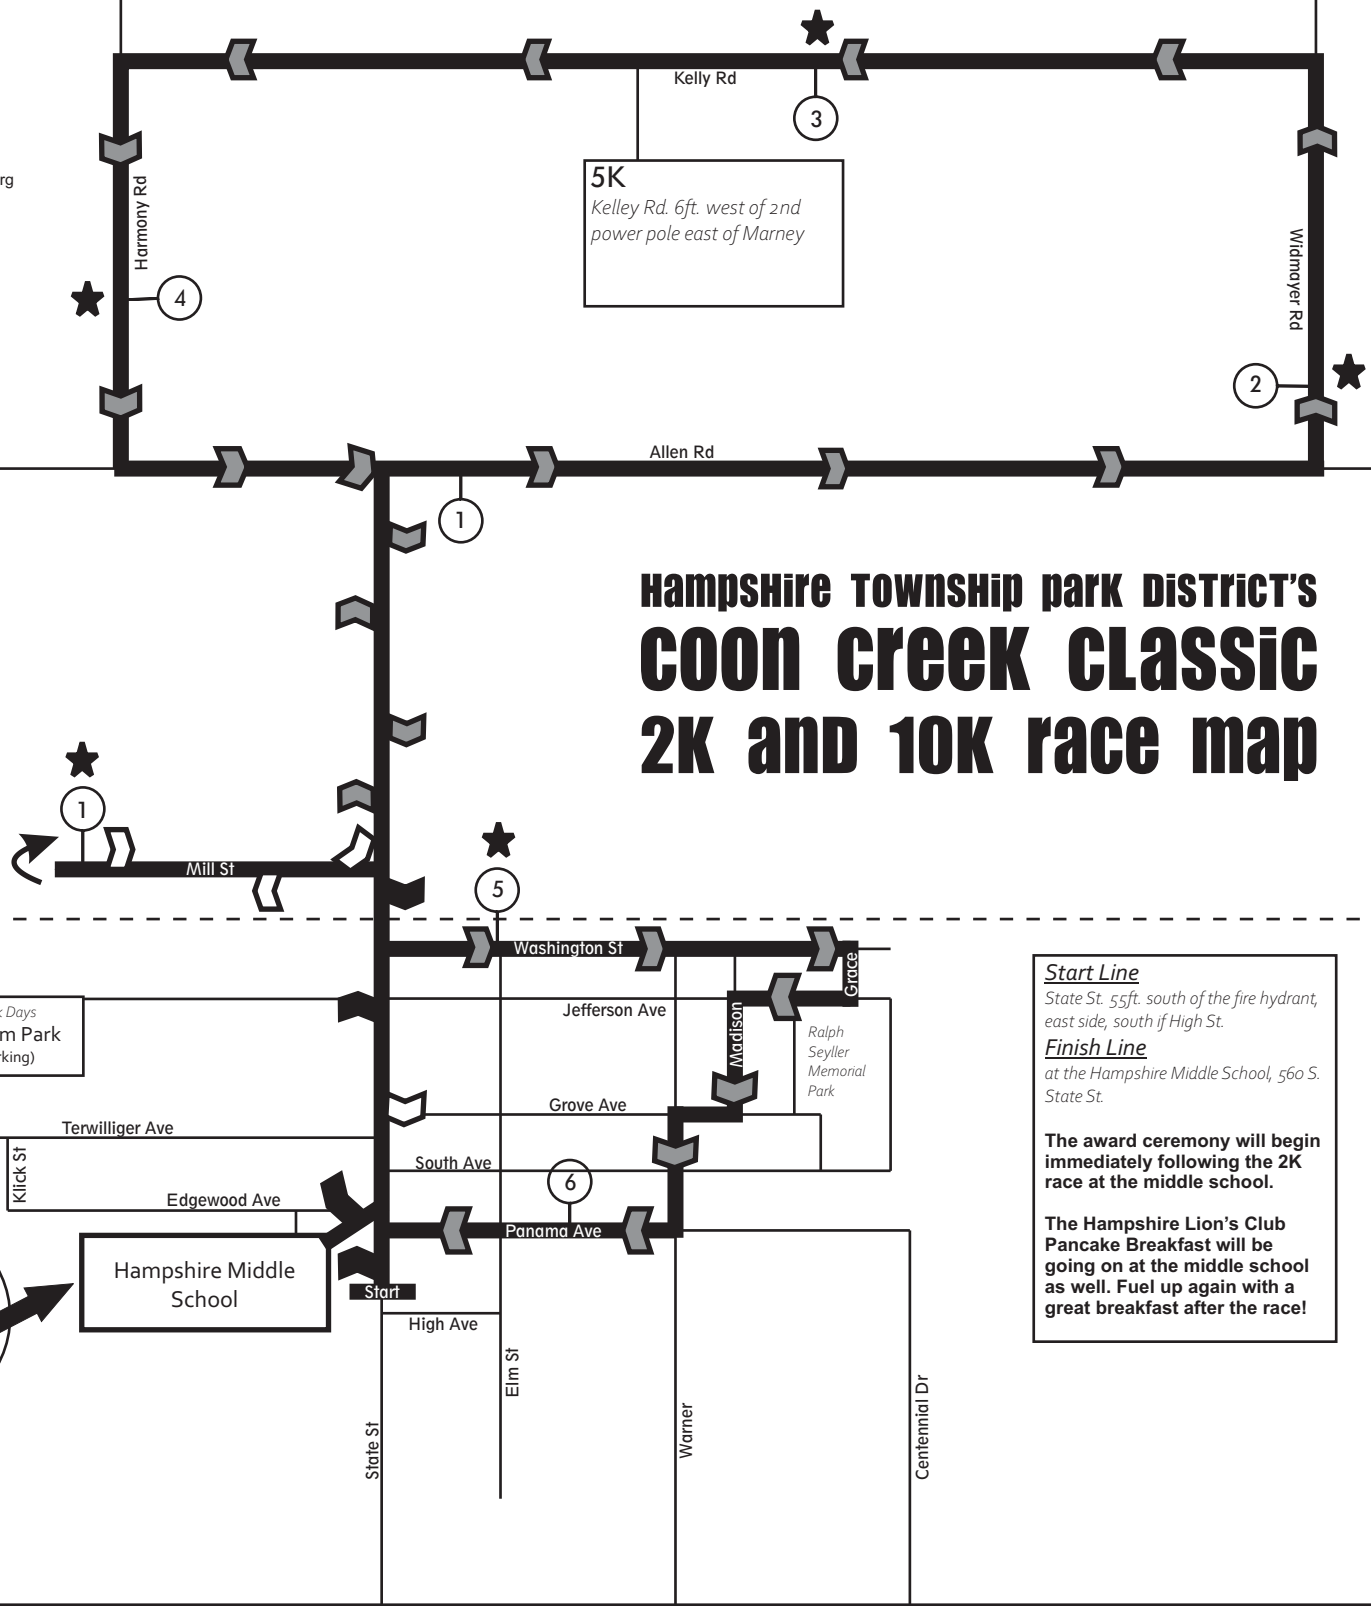 Kelly Rd
3
rg
5K
Kelley Rd. 6ft. west of 2nd
power pole east of Marney
Harmony Rd
4
Widmayer Rd
2
Allen Rd
1
Hampshire Township Park District's
Coon Creek Classic
2K and 10K race map
1
Mill St
5
Washington St
Grace
Jefferson Ave
Madison
Ralph
Seyller
Memorial
Park
Days
m Park
rking)
Grove Ave
Terwilliger Ave
Klick St
South Ave
6
Edgewood Ave
Panama Ave
Hampshire Middle
School
Start
High Ave
Elm St
State St
Warner
Centennial Dr
Start Line
State St. 55ft. south of the fire hydrant,
east side, south if High St.
Finish Line
at the Hampshire Middle School, 560 S.
State St.
The award ceremony will begin
immediately following the 2K
race at the middle school.
The Hampshire Lion's Club
Pancake Breakfast will be
going on at the middle school
as well. Fuel up again with a
great breakfast after the race!